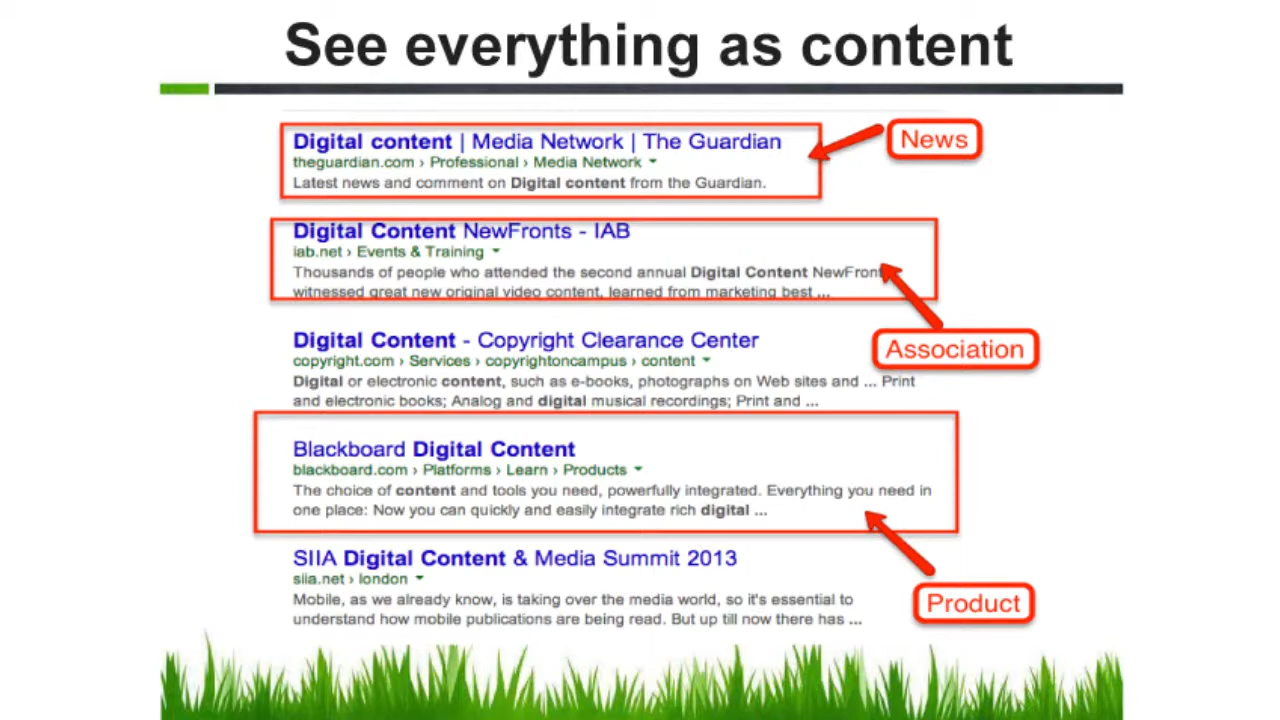 See everything as content
Digital content | Media Network | The Guardian
theguardian.com › Professional › Media Network
Latest news and comment on Digital content from the Guardian.
News
Digital Content NewFronts - IAB
iab.net › Events & Training
Thousands of people who attended the second annual Digital Content NewFront
witnessed great new original video content, learned from marketing best ...
Association
Digital Content - Copyright Clearance Center
copyright.com › Services › copyrightoncampus › content
Digital or electronic content, such as e-books, photographs on Web sites and ... Print
and electronic books; Analog and digital musical recordings; Print and ...
Blackboard Digital Content
blackboard.com › Platforms › Learn › Products
The choice of content and tools you need, powerfully integrated. Everything you need in
one place: Now you can quickly and easily integrate rich digital ...
Product
SIIA Digital Content & Media Summit 2013
siia.net › london
Mobile, as we already know, is taking over the media world, so it's essential to
understand how mobile publications are being read. But up till now there has ...